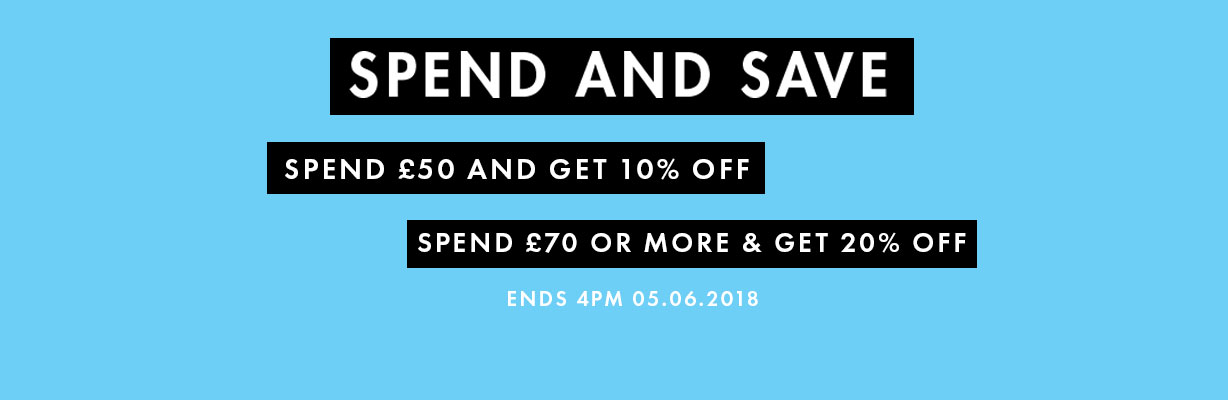 SPEND AND SAVE
SPEND £50 AND GET 10% OFF
SPEND £70 OR MORE & GET 20% OFF
ENDS 4PM 05.06.2018